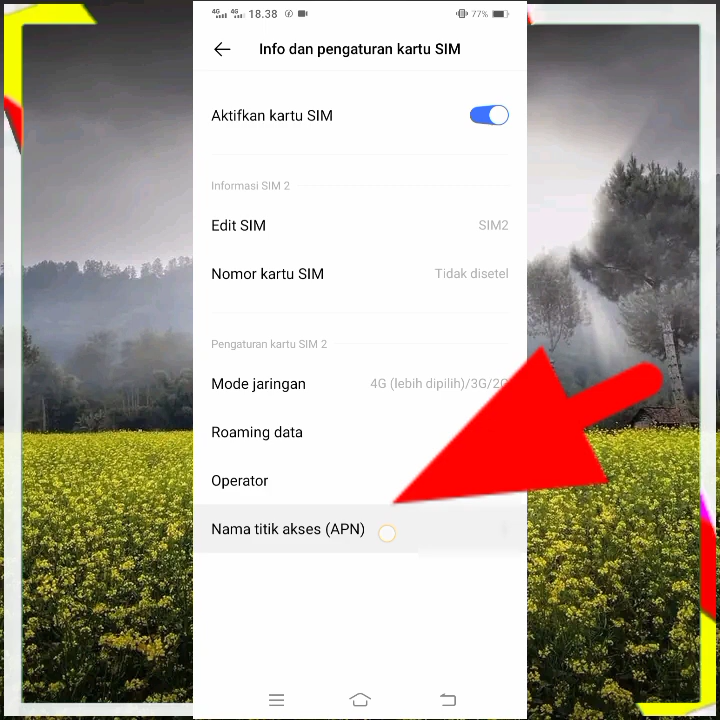 4G 4G 18.38 77%
Info dan pengaturan kartu SIM
Aktifkan kartu SIM
Informasi SIM 2
Edit SIM SIM2
Nomor kartu SIM Tidak disetel
Pengaturan kartu SIM 2
Mode jaringan 4G (lebih dipilih)/3G/2G
Roaming data
Operator
Nama titik akses (APN)